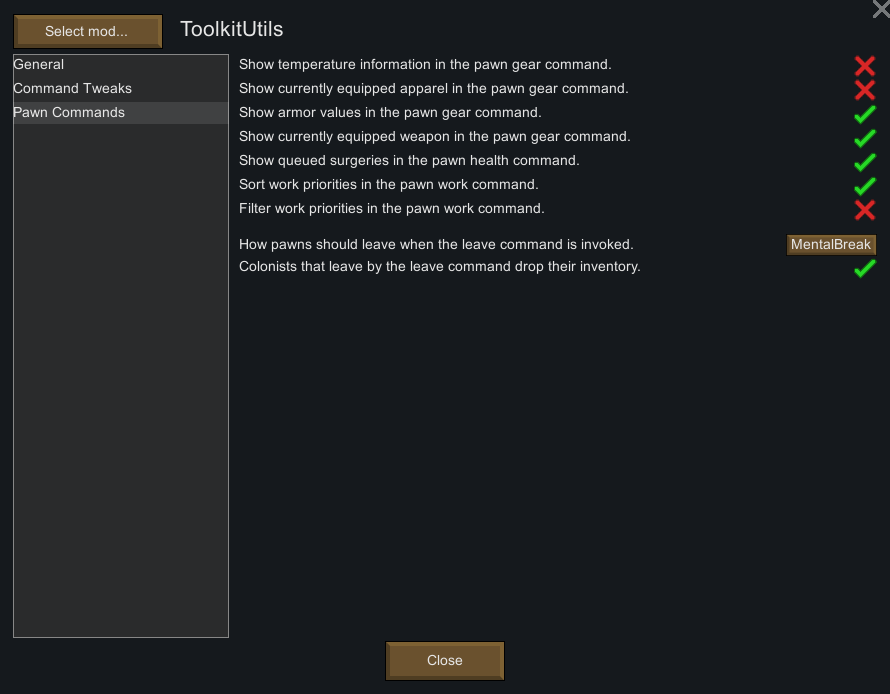 Select mod...
ToolkitUtils
General
Command Tweaks
Pawn Commands
Show temperature information in the pawn gear command.
Show currently equipped apparel in the pawn gear command.
Show armor values in the pawn gear command.
Show currently equipped weapon in the pawn gear command.
Show queued surgeries in the pawn health command.
Sort work priorities in the pawn work command.
Filter work priorities in the pawn work command.
How pawns should leave when the leave command is invoked.
MentalBreak
Colonists that leave by the leave command drop their inventory.
Close